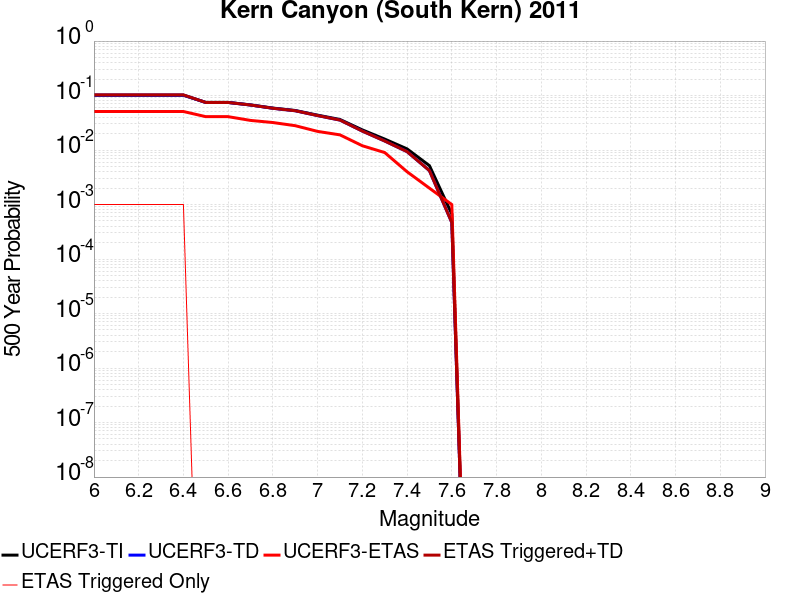 Kern Canyon (South Kern) 2011
10^0
10^-1
10^-2
10^-3
10^-4
10^-5
10^-6
10^-7
10^-8
500 Year Probability
6 6.2 6.4 6.6 6.8 7 7.2 7.4 7.6 7.8 8 8.2 8.4 8.6 8.8 9
Magnitude
UCERF3-TI UCERF3-TD UCERF3-ETAS ETAS Triggered+TD
ETAS Triggered Only